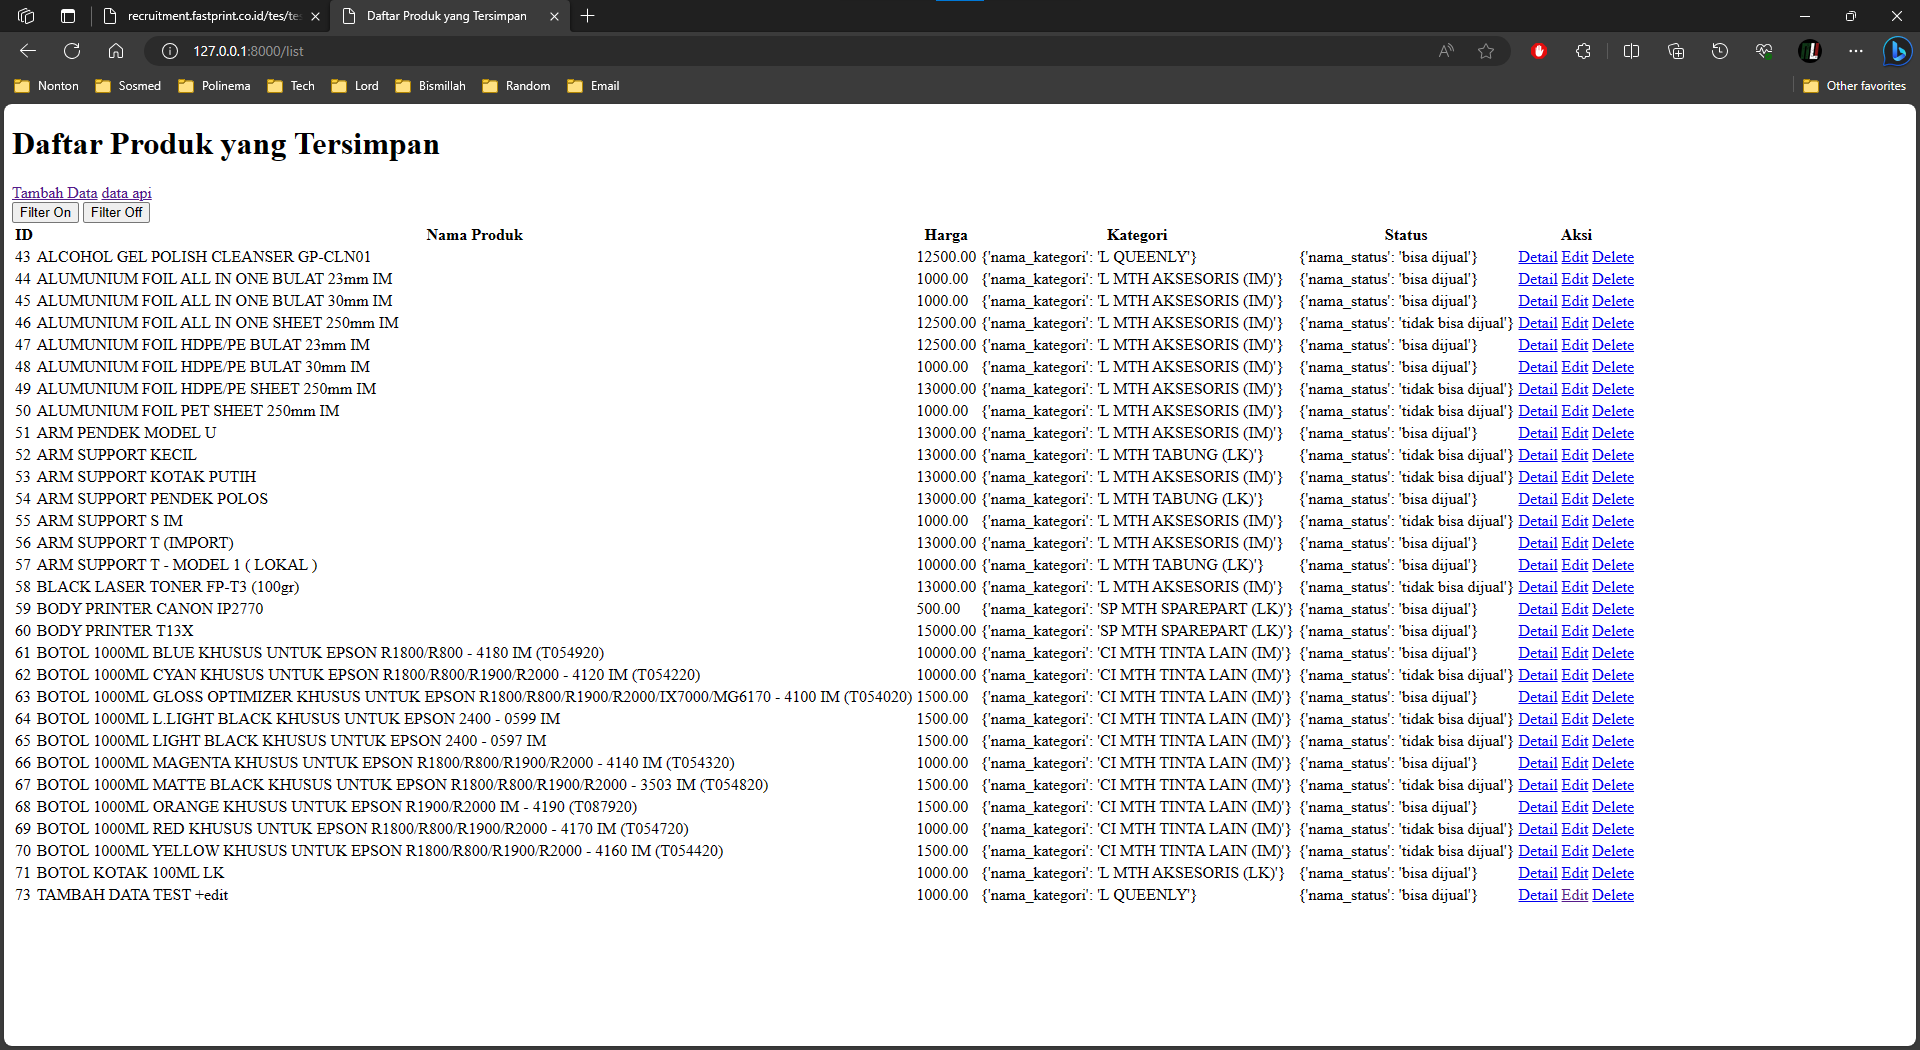 recruitment.fastprint.co.id/tes/tes
Daftar Produk yang Tersimpan
127.0.0.1:8000/list
Nonton Sosmed Polinema Tech Lord Bismillah Random Email Other favorites
Daftar Produk yang Tersimpan
Tambah Data data api
Filter On Filter Off
ID Nama Produk Harga Kategori Status Aksi
43 ALCOHOL GEL POLISH CLEANSER GP-CLN01 12500.00 {'nama_kategori': 'L QUEENLY'} {'nama_status': 'bisa dijual'} Detail Edit Delete
44 ALUMUNIUM FOIL ALL IN ONE BULAT 23mm IM 1000.00 {'nama_kategori': 'L MTH AKSESORIS (IM)'} {'nama_status': 'bisa dijual'} Detail Edit Delete
45 ALUMUNIUM FOIL ALL IN ONE BULAT 30mm IM 1000.00 {'nama_kategori': 'L MTH AKSESORIS (IM)'} {'nama_status': 'bisa dijual'} Detail Edit Delete
46 ALUMUNIUM FOIL ALL IN ONE SHEET 250mm IM 12500.00 {'nama_kategori': 'L MTH AKSESORIS (IM)'} {'nama_status': 'tidak bisa dijual'} Detail Edit Delete
47 ALUMUNIUM FOIL HDPE/PE BULAT 23mm IM 12500.00 {'nama_kategori': 'L MTH AKSESORIS (IM)'} {'nama_status': 'bisa dijual'} Detail Edit Delete
48 ALUMUNIUM FOIL HDPE/PE BULAT 30mm IM 1000.00 {'nama_kategori': 'L MTH AKSESORIS (IM)'} {'nama_status': 'bisa dijual'} Detail Edit Delete
49 ALUMUNIUM FOIL HDPE/PE SHEET 250mm IM 13000.00 {'nama_kategori': 'L MTH AKSESORIS (IM)'} {'nama_status': 'tidak bisa dijual'} Detail Edit Delete
50 ALUMUNIUM FOIL PET SHEET 250mm IM 1000.00 {'nama_kategori': 'L MTH AKSESORIS (IM)'} {'nama_status': 'tidak bisa dijual'} Detail Edit Delete
51 ARM PENDEK MODEL U 13000.00 {'nama_kategori': 'L MTH AKSESORIS (IM)'} {'nama_status': 'bisa dijual'} Detail Edit Delete
52 ARM SUPPORT KECIL 13000.00 {'nama_kategori': 'L MTH TABUNG (LK)'} {'nama_status': 'tidak bisa dijual'} Detail Edit Delete
53 ARM SUPPORT KOTAK PUTIH 13000.00 {'nama_kategori': 'L MTH AKSESORIS (IM)'} {'nama_status': 'tidak bisa dijual'} Detail Edit Delete
54 ARM SUPPORT PENDEK POLOS 13000.00 {'nama_kategori': 'L MTH TABUNG (LK)'} {'nama_status': 'bisa dijual'} Detail Edit Delete
55 ARM SUPPORT S IM 1000.00 {'nama_kategori': 'L MTH AKSESORIS (IM)'} {'nama_status': 'tidak bisa dijual'} Detail Edit Delete
56 ARM SUPPORT T (IMPORT) 13000.00 {'nama_kategori': 'L MTH AKSESORIS (IM)'} {'nama_status': 'bisa dijual'} Detail Edit Delete
57 ARM SUPPORT T - MODEL 1 ( LOKAL ) 10000.00 {'nama_kategori': 'L MTH TABUNG (LK)'} {'nama_status': 'bisa dijual'} Detail Edit Delete
58 BLACK LASER TONER FP-T3 (100gr) 13000.00 {'nama_kategori': 'L MTH AKSESORIS (IM)'} {'nama_status': 'tidak bisa dijual'} Detail Edit Delete
59 BODY PRINTER CANON IP2770 500.00 {'nama_kategori': 'SP MTH SPAREPART (LK)'} {'nama_status': 'bisa dijual'} Detail Edit Delete
60 BODY PRINTER T13X 15000.00 {'nama_kategori': 'SP MTH SPAREPART (LK)'} {'nama_status': 'bisa dijual'} Detail Edit Delete
61 BOTOL 1000ML BLUE KHUSUS UNTUK EPSON R1800/R800 - 4180 IM (T054920) 10000.00 {'nama_kategori': 'CI MTH TINTA LAIN (IM)'} {'nama_status': 'bisa dijual'} Detail Edit Delete
62 BOTOL 1000ML CYAN KHUSUS UNTUK EPSON R1800/R800/R1900/R2000 - 4120 IM (T054220) 10000.00 {'nama_kategori': 'CI MTH TINTA LAIN (IM)'} {'nama_status': 'tidak bisa dijual'} Detail Edit Delete
63 BOTOL 1000ML GLOSS OPTIMIZER KHUSUS UNTUK EPSON R1800/R800/R1900/R2000/IX7000/MG6170 - 4100 IM (T054020) 1500.00 {'nama_kategori': 'CI MTH TINTA LAIN (IM)'} {'nama_status': 'bisa dijual'} Detail Edit Delete
64 BOTOL 1000ML L.LIGHT BLACK KHUSUS UNTUK EPSON 2400 - 0599 IM 1500.00 {'nama_kategori': 'CI MTH TINTA LAIN (IM)'} {'nama_status': 'tidak bisa dijual'} Detail Edit Delete
65 BOTOL 1000ML LIGHT BLACK KHUSUS UNTUK EPSON 2400 - 0597 IM 1500.00 {'nama_kategori': 'CI MTH TINTA LAIN (IM)'} {'nama_status': 'tidak bisa dijual'} Detail Edit Delete
66 BOTOL 1000ML MAGENTA KHUSUS UNTUK EPSON R1800/R800/R1900/R2000 - 4140 IM (T054320) 1000.00 {'nama_kategori': 'CI MTH TINTA LAIN (IM)'} {'nama_status': 'bisa dijual'} Detail Edit Delete
67 BOTOL 1000ML MATTE BLACK KHUSUS UNTUK EPSON R1800/R800/R1900/R2000 - 3503 IM (T054820) 1500.00 {'nama_kategori': 'CI MTH TINTA LAIN (IM)'} {'nama_status': 'tidak bisa dijual'} Detail Edit Delete
68 BOTOL 1000ML ORANGE KHUSUS UNTUK EPSON R1900/R2000 IM - 4190 (T087920) 1500.00 {'nama_kategori': 'CI MTH TINTA LAIN (IM)'} {'nama_status': 'bisa dijual'} Detail Edit Delete
69 BOTOL 1000ML RED KHUSUS UNTUK EPSON R1800/R800/R1900/R2000 - 4170 IM (T054720) 1000.00 {'nama_kategori': 'CI MTH TINTA LAIN (IM)'} {'nama_status': 'tidak bisa dijual'} Detail Edit Delete
70 BOTOL 1000ML YELLOW KHUSUS UNTUK EPSON R1800/R800/R1900/R2000 - 4160 IM (T054420) 1500.00 {'nama_kategori': 'CI MTH TINTA LAIN (IM)'} {'nama_status': 'tidak bisa dijual'} Detail Edit Delete
71 BOTOL KOTAK 100ML LK 1000.00 {'nama_kategori': 'L MTH AKSESORIS (LK)'} {'nama_status': 'bisa dijual'} Detail Edit Delete
73 TAMBAH DATA TEST +edit 1000.00 {'nama_kategori': 'L QUEENLY'} {'nama_status': 'bisa dijual'} Detail Edit Delete